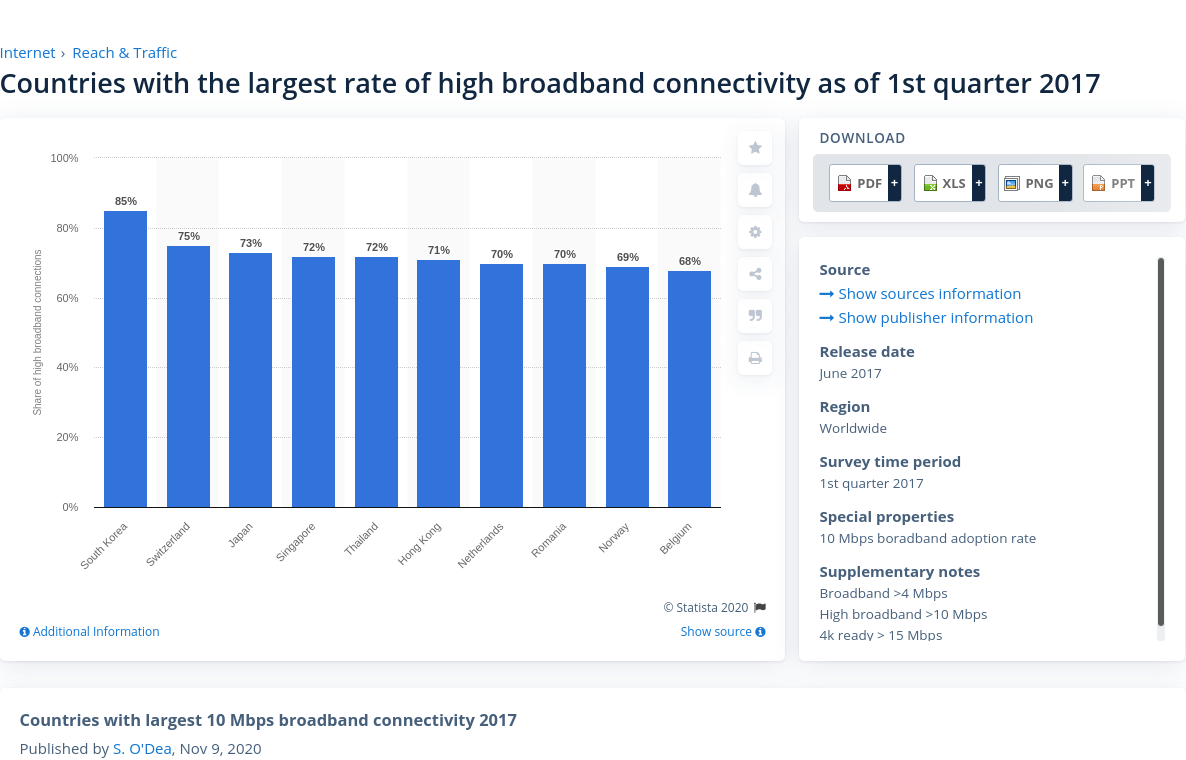 Internet › Reach & Traffic
Countries with the largest rate of high broadband connectivity as of 1st quarter 2017
Share of high broadband connections
100%
80%
60%
40%
20%
0%
85%
75%
73%
72%
72%
71%
70%
70%
69%
68%
South Korea
Switzerland
Japan
Singapore
Thailand
Hong Kong
Netherlands
Romania
Norway
Belgium
© Statista 2020
Additional Information
Show source
DOWNLOAD
PDF +
XLS +
PNG +
PPT +
Source
Show sources information
Show publisher information
Release date
June 2017
Region
Worldwide
Survey time period
1st quarter 2017
Special properties
10 Mbps boradband adoption rate
Supplementary notes
Broadband >4 Mbps
High broadband >10 Mbps
4k ready > 15 Mbps
Countries with largest 10 Mbps broadband connectivity 2017
Published by S. O'Dea, Nov 9, 2020